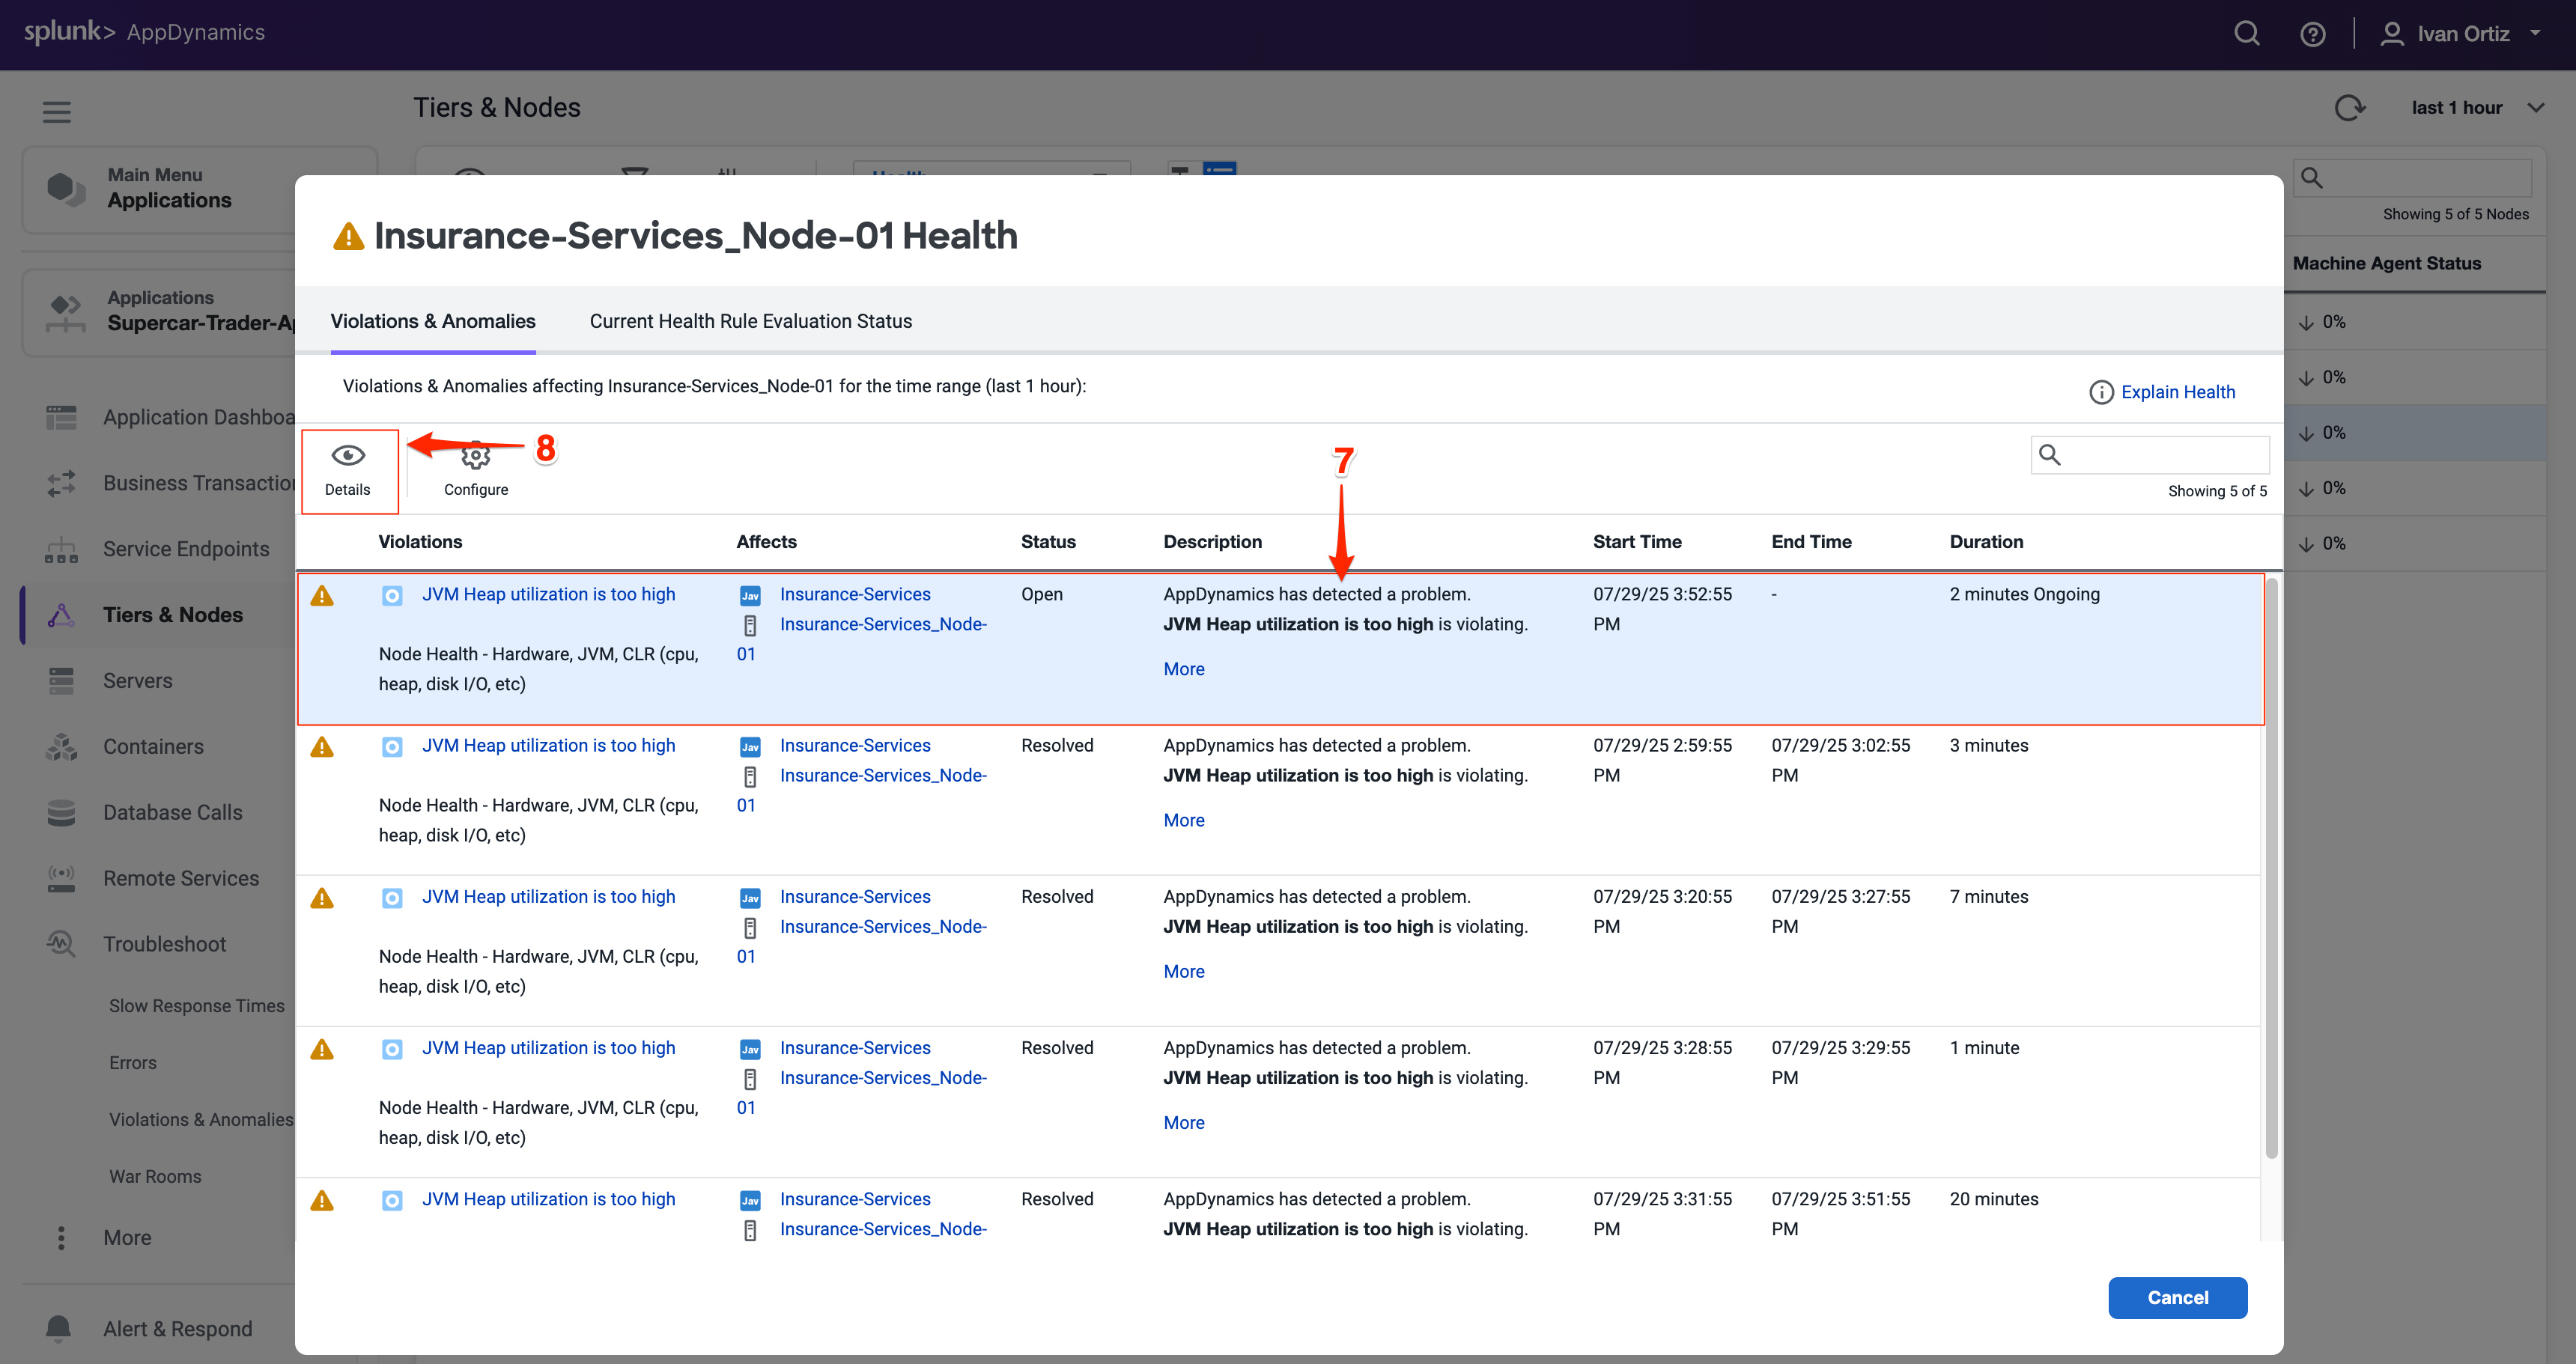 splunk> AppDynamics
Ivan Ortiz
Tiers & Nodes
last 1 hour
Main Menu
Applications
Applications
Supercar-Trader-Ap
Application Dashboa
Business Transaction
Service Endpoints
Tiers & Nodes
Servers
Containers
Database Calls
Remote Services
Troubleshoot
Slow Response Times
Errors
Violations & Anomalies
War Rooms
More
Alert & Respond
Health
Showing 5 of 5 Nodes
Machine Agent Status
0%
0%
0%
0%
0%
Insurance-Services_Node-01 Health
Violations & Anomalies Current Health Rule Evaluation Status
Violations & Anomalies affecting Insurance-Services_Node-01 for the time range (last 1 hour):
Explain Health
8
7
Details Configure
Showing 5 of 5
Violations Affects Status Description Start Time End Time Duration
JVM Heap utilization is too high Jav Insurance-Services Open AppDynamics has detected a problem. 07/29/25 3:52:55 - 2 minutes Ongoing
Insurance-Services_Node- JVM Heap utilization is too high is violating. PM
Node Health - Hardware, JVM, CLR (cpu, 01
More
heap, disk I/O, etc)
JVM Heap utilization is too high Jav Insurance-Services Resolved AppDynamics has detected a problem. 07/29/25 2:59:55 07/29/25 3:02:55 3 minutes
Insurance-Services_Node- JVM Heap utilization is too high is violating. PM PM
Node Health - Hardware, JVM, CLR (cpu, 01
More
heap, disk I/O, etc)
JVM Heap utilization is too high Jav Insurance-Services Resolved AppDynamics has detected a problem. 07/29/25 3:20:55 07/29/25 3:27:55 7 minutes
Insurance-Services_Node- JVM Heap utilization is too high is violating. PM PM
Node Health - Hardware, JVM, CLR (cpu, 01
More
heap, disk I/O, etc)
JVM Heap utilization is too high Jav Insurance-Services Resolved AppDynamics has detected a problem. 07/29/25 3:28:55 07/29/25 3:29:55 1 minute
Insurance-Services_Node- JVM Heap utilization is too high is violating. PM PM
Node Health - Hardware, JVM, CLR (cpu, 01
More
heap, disk I/O, etc)
JVM Heap utilization is too high Jav Insurance-Services Resolved AppDynamics has detected a problem. 07/29/25 3:31:55 07/29/25 3:51:55 20 minutes
Insurance-Services_Node- JVM Heap utilization is too high is violating. PM PM
Cancel